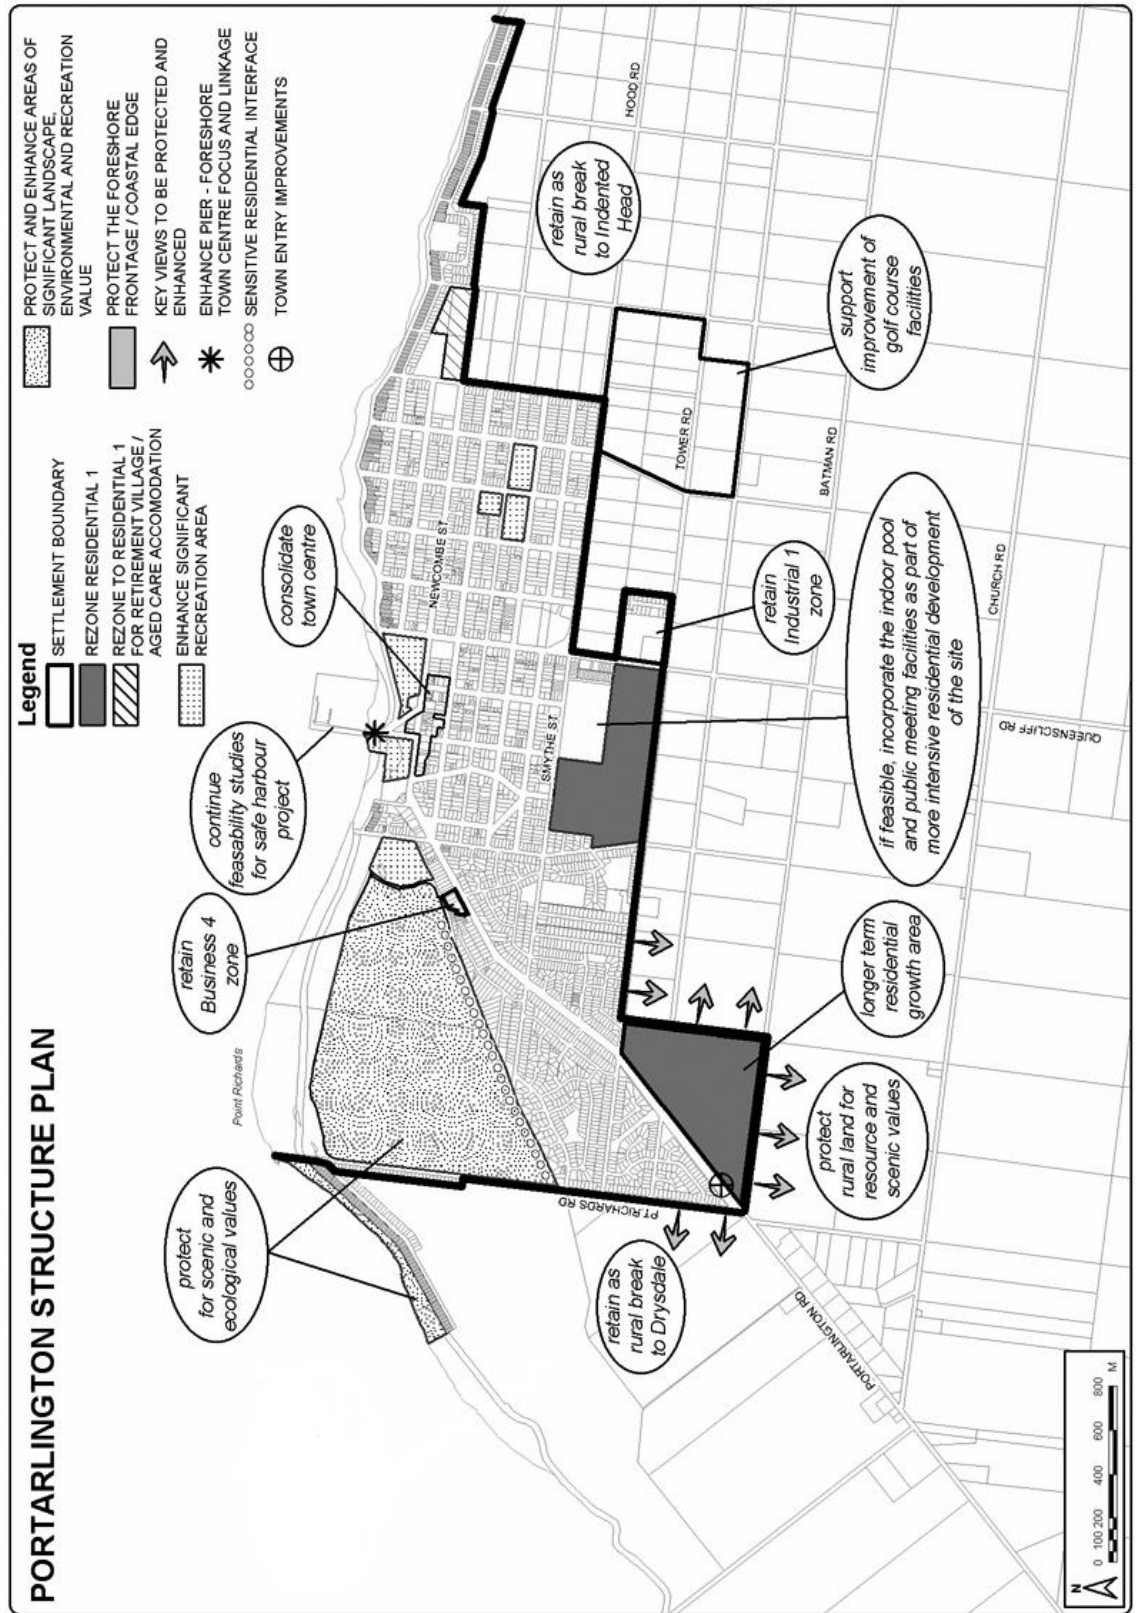 PORTARLINGTON STRUCTURE PLAN
Legend
SETTLEMENT BOUNDARY
REZONE RESIDENTIAL 1
REZONE TO RESIDENTIAL 1
FOR RETIREMENT VILLAGE /
AGED CARE ACCOMODATION
ENHANCE SIGNIFICANT
RECREATION AREA
PROTECT AND ENHANCE AREAS OF
SIGNIFICANT LANDSCAPE,
ENVIRONMENTAL AND RECREATION
VALUE
PROTECT THE FORESHORE
FRONTAGE / COASTAL EDGE
KEY VIEWS TO BE PROTECTED AND
ENHANCED
ENHANCE PIER - FORESHORE
TOWN CENTRE FOCUS AND LINKAGE
SENSITIVE RESIDENTIAL INTERFACE
TOWN ENTRY IMPROVEMENTS
protect
for scenic and
ecological values
Point Richards
retain
Business 4
zone
continue
feasability studies
for safe harbour
project
consolidate
town centre
NEWCOMBE ST
SMYTHE ST
retain as
rural break
to Indented
Head
HOOD RD
support
improvement of
golf course
facilities
TOWER RD
BATMAN RD
retain
Industrial 1
zone
if feasible, incorporate the indoor pool
and public meeting facilities as part of
more intensive residential development
of the site
CHURCH RD
QUEENSCLIFF RD
longer term
residential
growth area
protect
rural land for
resource and
scenic values
PT.RICHARDS RD
retain as
rural break
to Drysdale
PORTARLINGTON RD
N
0 100 200 400 600 800
M